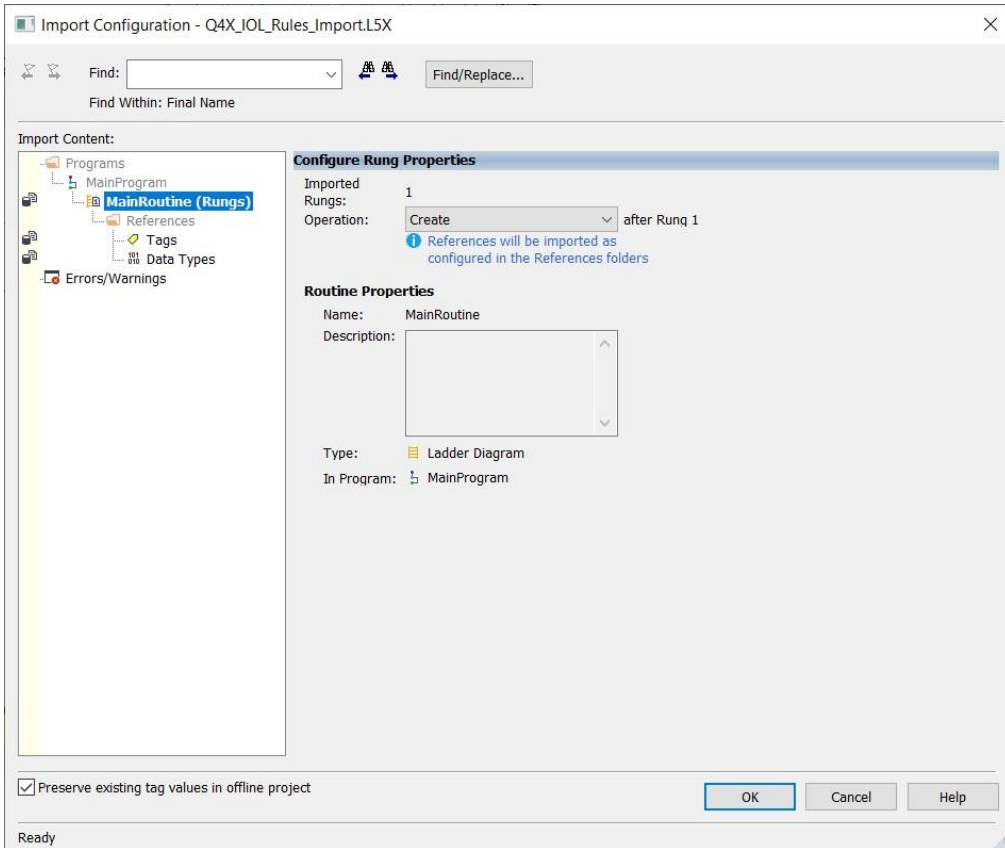 Import Configuration - Q4X_IOL_Rules_Import.L5X
Find:
Find/Replace...
Find Within: Final Name
Import Content:
Programs
MainProgram
MainRoutine (Rungs)
References
Tags
Data Types
Errors/Warnings
Configure Rung Properties
Imported
Rungs:
1
Operation: Create after Rung 1
References will be imported as
configured in the References folders
Routine Properties
Name: MainRoutine
Description:
Type: Ladder Diagram
In Program: MainProgram
Preserve existing tag values in offline project
OK Cancel Help
Ready